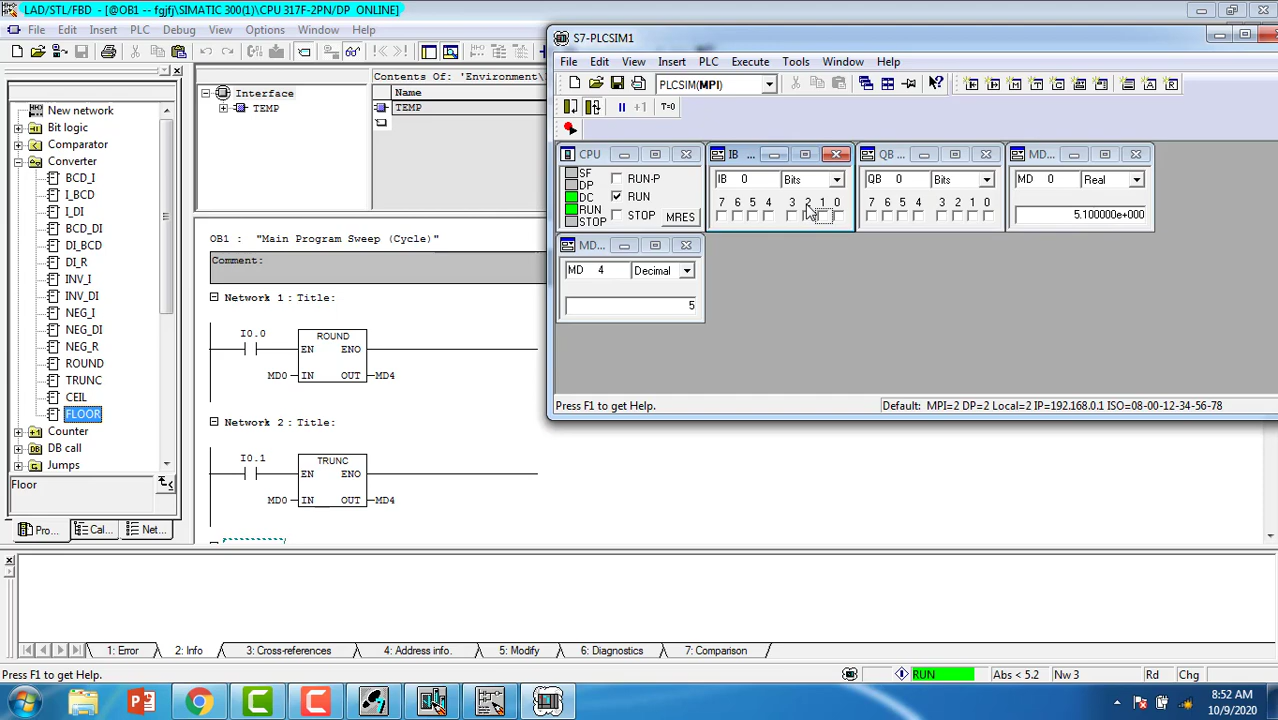 LAD/STL/FBD - [@OB1 -- fgjfj\SIMATIC 300(1)\CPU 317F-2PN/DP ONLINE]
File Edit Insert PLC Debug View Options Window Help
New network
Bit logic
Comparator
Converter
BCD_I
I_BCD
I_DI
BCD_DI
DI_BCD
DI_R
INV_I
INV_DI
NEG_I
NEG_DI
NEG_R
ROUND
TRUNC
CEIL
FLOOR
Counter
DB call
Jumps
Floor
Pro... Cal... Net...
Interface
TEMP
Contents Of: 'Environment\
Name
TEMP
OB1 : "Main Program Sweep (Cycle)"
Comment:
Network 1 : Title:
I0.0
ROUND
EN ENO
MD0 IN OUT MD4
Network 2 : Title:
I0.1
TRUNC
EN ENO
MD0 IN OUT MD4
S7-PLCSIM1
File Edit View Insert PLC Execute Tools Window Help
PLCSIM(MPI)
+1 T=0
CPU
SF
DP
DC
RUN
STOP
RUN-P
RUN
STOP MRES
IB ...
IB 0 Bits
7 6 5 4 3 2 1 0
QB ...
QB 0 Bits
7 6 5 4 3 2 1 0
MD...
MD 0 Real
5.100000e+000
MD...
MD 4 Decimal
5
Press F1 to get Help. Default: MPI=2 DP=2 Local=2 IP=192.168.0.1 ISO=08-00-12-34-56-78
1: Error 2: Info 3: Cross-references 4: Address info. 5: Modify 6: Diagnostics 7: Comparison
Press F1 to get Help. RUN Abs < 5.2 Nw 3 Rd Chg
8:52 AM
10/9/2020